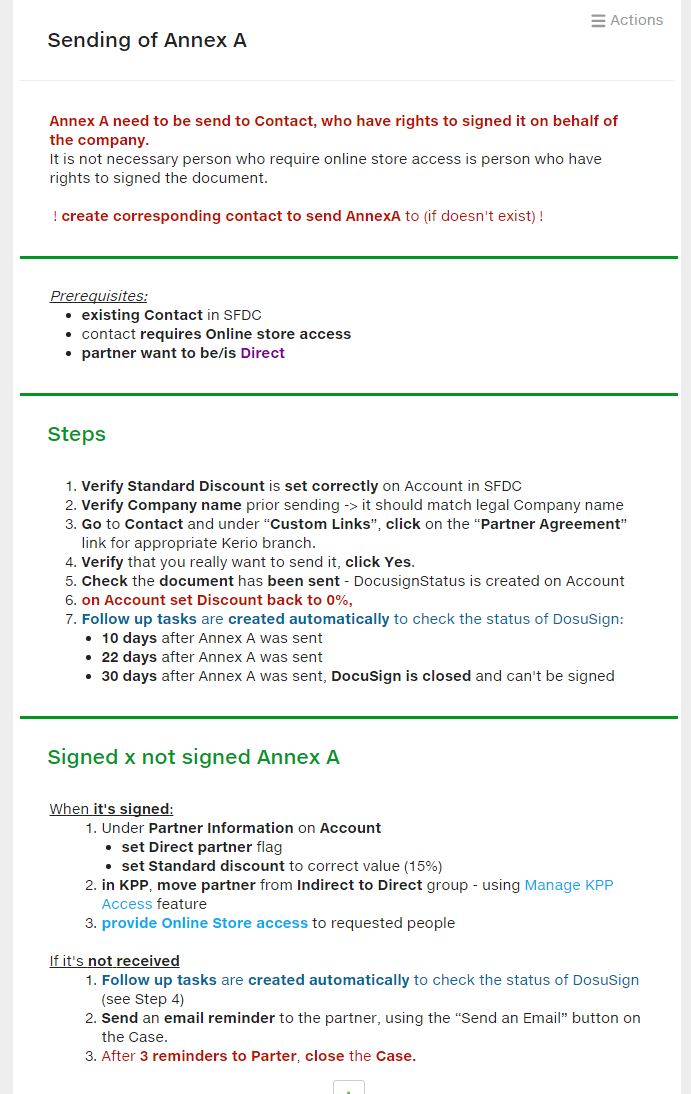 Actions
Sending of Annex A
Annex A need to be send to Contact, who have rights to signed it on behalf of
the company.
It is not necessary person who require online store access is person who have
rights to signed the document.
! create corresponding contact to send AnnexA to (if doesn't exist) !
Prerequisites:
• existing Contact in SFDC
• contact requires Online store access
• partner want to be/is Direct
Steps
1. Verify Standard Discount is set correctly on Account in SFDC
2. Verify Company name prior sending -> it should match legal Company name
3. Go to Contact and under “Custom Links”, click on the “Partner Agreement”
link for appropriate Kerio branch.
4. Verify that you really want to send it, click Yes.
5. Check the document has been sent - DocusignStatus is created on Account
6. on Account set Discount back to 0%,
7. Follow up tasks are created automatically to check the status of DosuSign:
• 10 days after Annex A was sent
• 22 days after Annex A was sent
• 30 days after Annex A was sent, DocuSign is closed and can't be signed
Signed x not signed Annex A
When it's signed:
1. Under Partner Information on Account
• set Direct partner flag
• set Standard discount to correct value (15%)
2. in KPP, move partner from Indirect to Direct group - using Manage KPP
Access feature
3. provide Online Store access to requested people
If it's not received
1. Follow up tasks are created automatically to check the status of DosuSign
(see Step 4)
2. Send an email reminder to the partner, using the “Send an Email” button on
the Case.
3. After 3 reminders to Parter, close the Case.